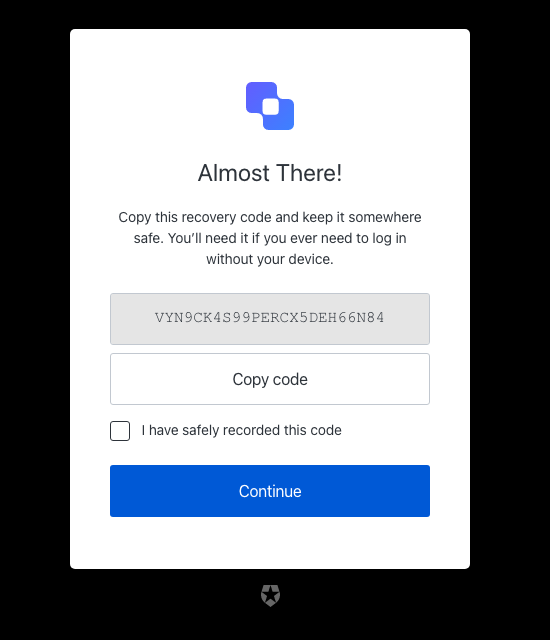 Almost There!
Copy this recovery code and keep it somewhere
safe. You’ll need it if you ever need to log in
without your device.
VYN9CK4S99PERCX5DEH66N84
Copy code
I have safely recorded this code
Continue